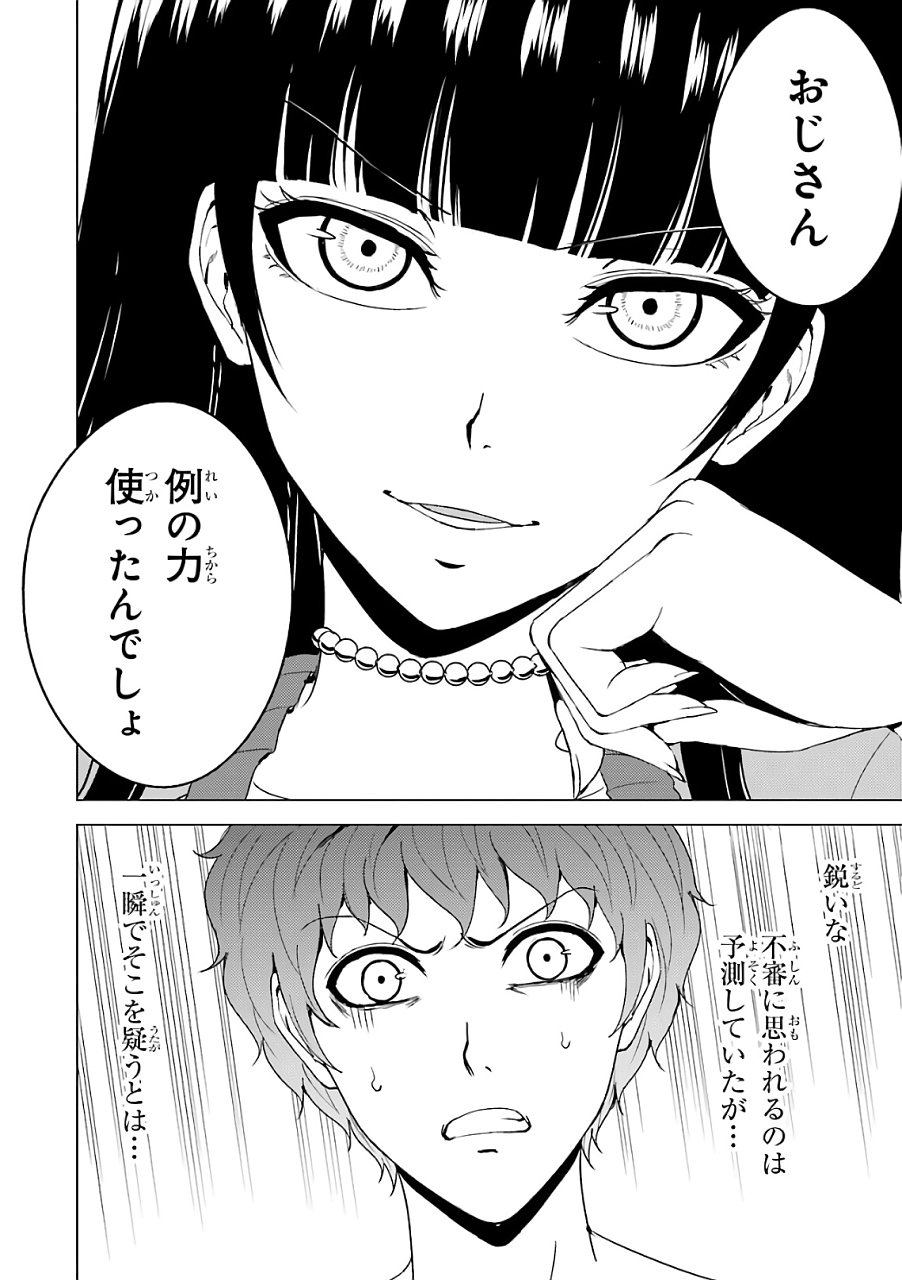 おじさん
例の力
使ったんでしょ
鋭いな
不審に思われるのは
予測していたが…
一瞬でそこを疑うとは…